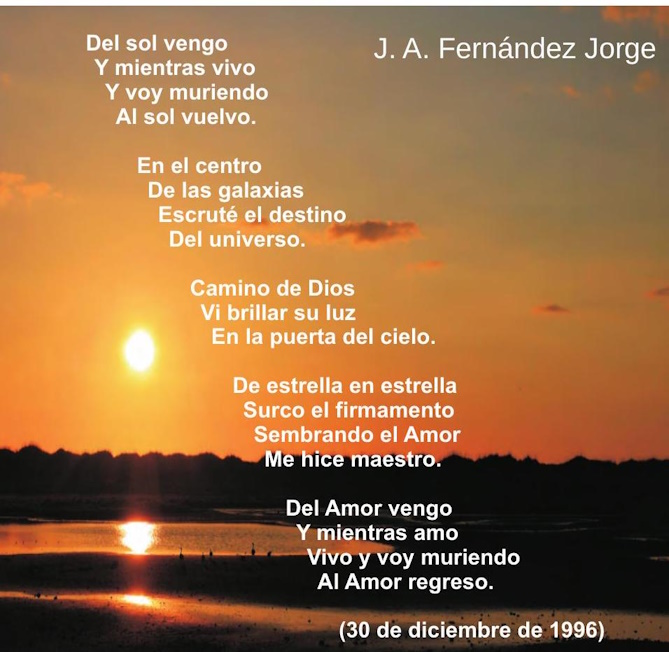 J. A. Fernández Jorge
Del sol vengo
Y mientras vivo
Y voy muriendo
Al sol vuelvo.
En el centro
De las galaxias
Escruté el destino
Del universo.
Camino de Dios
Vi brillar su luz
En la puerta del cielo.
De estrella en estrella
Surco el firmamento
Sembrando el Amor
Me hice maestro.
Del Amor vengo
Y mientras amo
Vivo y voy muriendo
Al Amor regreso.
(30 de diciembre de 1996)